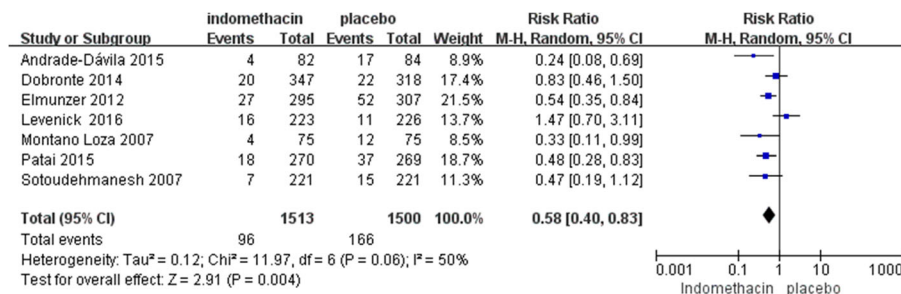 indomethacin placebo Risk Ratio Risk Ratio
Study or Subgroup Events Total Events Total Weight M-H, Random, 95% CI M-H, Random, 95% CI
Andrade-Dávila 2015 4 82 17 84 8.9% 0.24 [0.08, 0.69]
Dobronte 2014 20 347 22 318 17.4% 0.83 [0.46, 1.50]
Elmunzer 2012 27 295 52 307 21.5% 0.54 [0.35, 0.84]
Levenick 2016 16 223 11 226 13.7% 1.47 [0.70, 3.11]
Montano Loza 2007 4 75 12 75 8.5% 0.33 [0.11, 0.99]
Patai 2015 18 270 37 269 18.7% 0.48 [0.28, 0.83]
Sotoudehmanesh 2007 7 221 15 221 11.3% 0.47 [0.19, 1.12]
Total (95% CI) 1513 1500 100.0% 0.58 [0.40, 0.83]
Total events 96 166
Heterogeneity: Tau² = 0.12; Chi² = 11.97, df = 6 (P = 0.06); I² = 50%
Test for overall effect: Z = 2.91 (P = 0.004)
0.001 0.1 1 10 1000
Indomethacin placebo